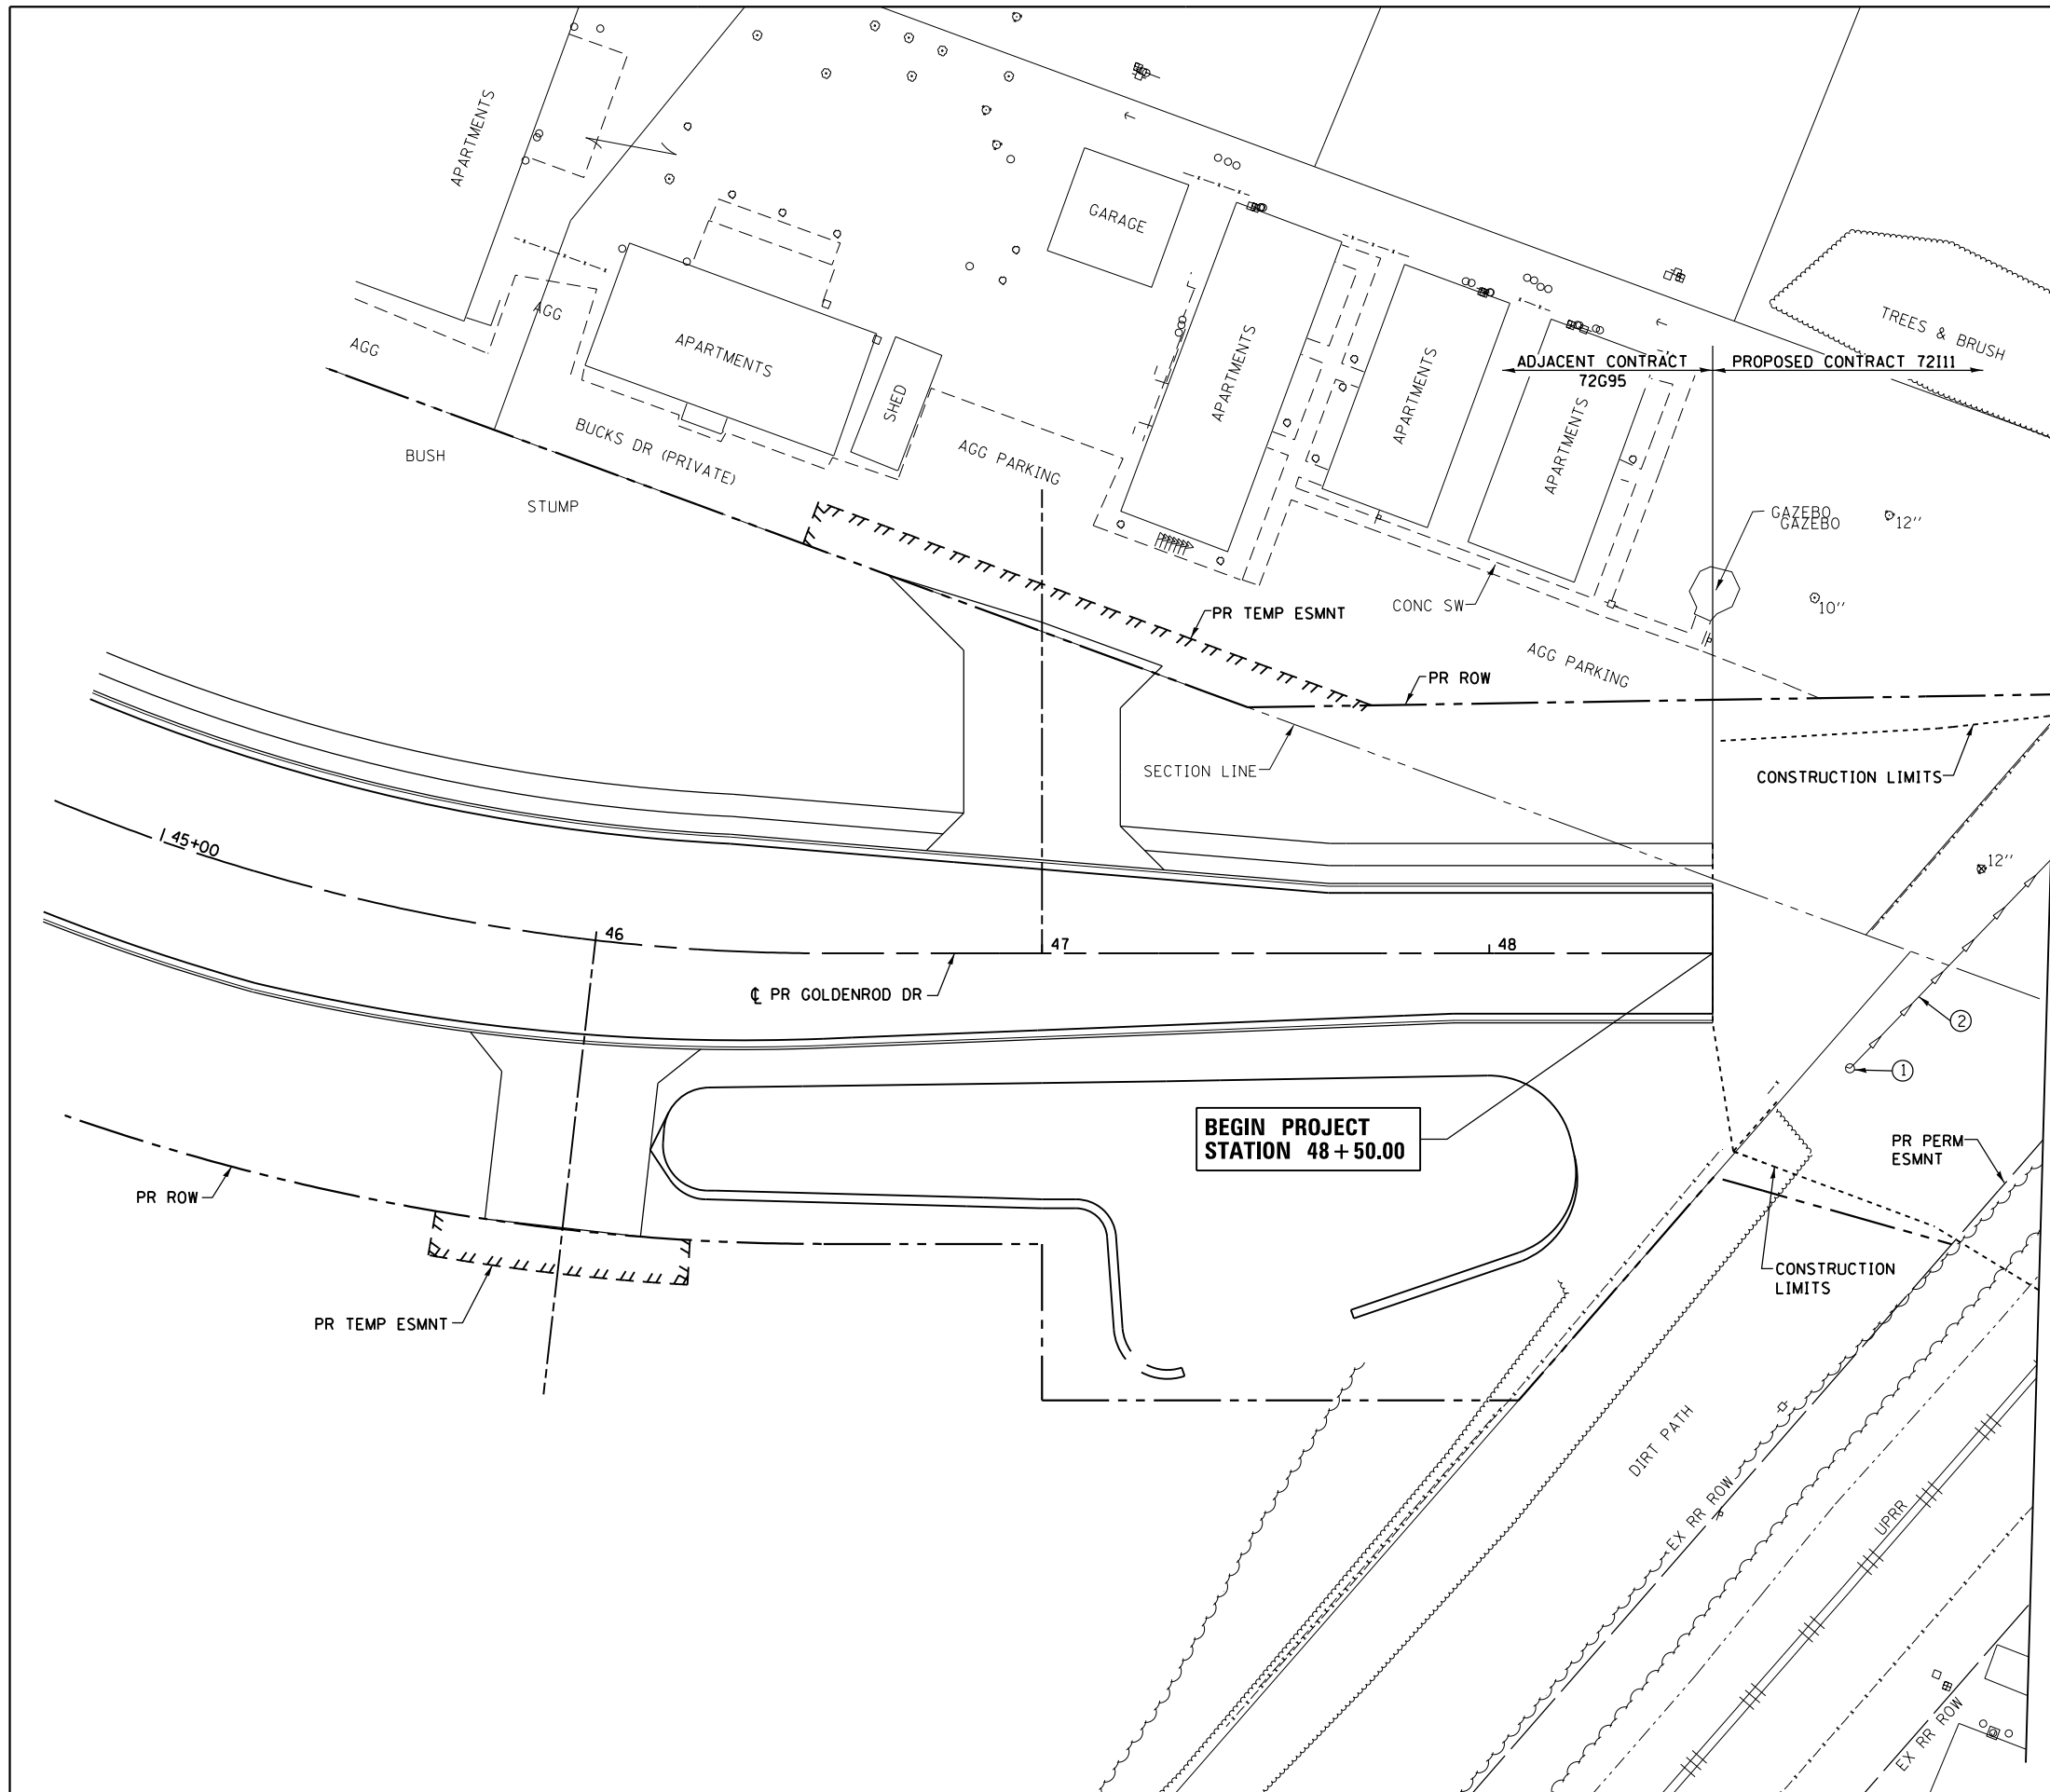 APARTMENTS
GARAGE
TREES & BRUSH
AGG
AGG
APARTMENTS
SHED
APARTMENTS
APARTMENTS
APARTMENTS
ADJACENT CONTRACT
72G95
PROPOSED CONTRACT 72I11
BUSH
BUCKS DR (PRIVATE)
AGG PARKING
STUMP
GAZEBO
GAZEBO
12''
10''
CONC SW
PR TEMP ESMNT
AGG PARKING
PR ROW
SECTION LINE
CONSTRUCTION LIMITS
45+00
12''
46
47
48
℄ PR GOLDENROD DR
2
1
BEGIN PROJECT
STATION 48+50.00
PR PERM
ESMNT
PR ROW
CONSTRUCTION
LIMITS
PR TEMP ESMNT
DIRT PATH
EX RR ROW
UPRR
EX RR ROW